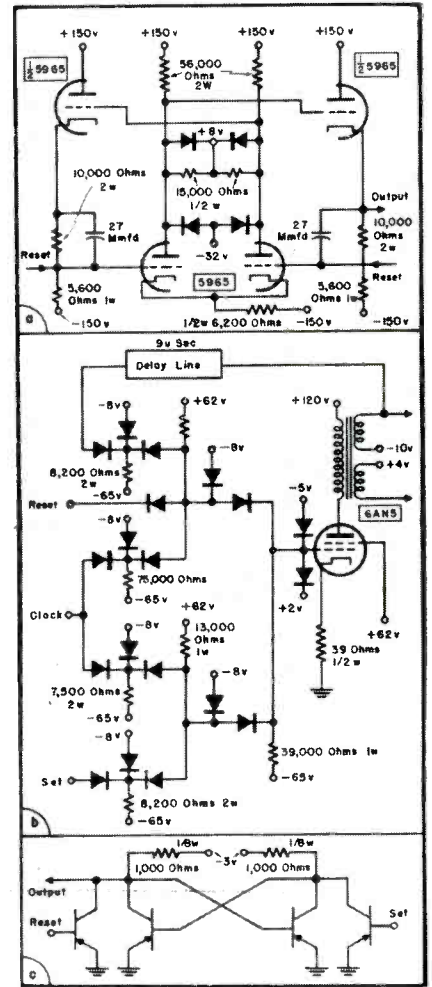 +150v +150v +150v +150v
56,000
Ohms
2W
½ 5965
½ 5965
+8v
10,000 Ohms
2w
15,000 Ohms
1/2 w
Output
27
Mmfd
27
Mmfd
10,000
Ohms
2w
-32v
Reset
5965
Reset
5,600
Ohms 1w
5,600
Ohms 1w
-150v
1/2w 6,200 Ohms
-150v
-150v
a
9u Sec
Delay Line
-8v
+62v
+120v
8,200 Ohms
2w
-8v
-10v
+4v
-65v
Reset
-8v
-5v
6AN5
75,000 Ohms
-65v
Clock
+62v
+2v
-8v
13,000
Ohms
1w
+62v
39 Ohms
1/2 w
7,500 Ohms
2w
-8v
-65v
-8v
39,000 Ohms 1w
Set
-65v
8,200 Ohms 2w
-65v
b
1/8w
-3v
1/8w
1,000 Ohms
1,000 Ohms
Output
Reset
Set
c